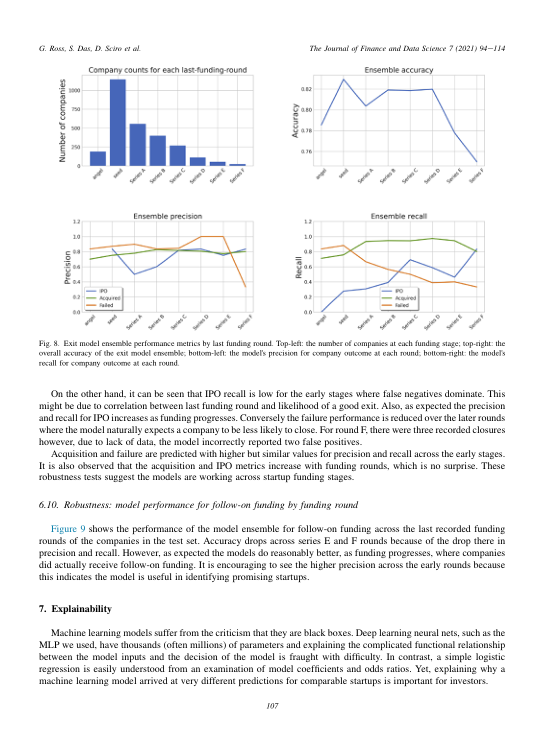 G. Ross, S. Das, D. Sciro et al.
The Journal of Finance and Data Science 7 (2021) 94–114
Company counts for each last-funding-round
Number of companies
1000
750
500
250
0
angel
seed
Series A
Series B
Series C
Series D
Series E
Series F
Ensemble accuracy
Accuracy
0.82
0.80
0.78
0.76
angel
seed
Series A
Series B
Series C
Series D
Series E
Series F
Ensemble precision
Precision
1.2
1.0
0.8
0.6
0.4
0.2
0.0
IPO
Acquired
Failed
angel
seed
Series A
Series B
Series C
Series D
Series E
Series F
Ensemble recall
Recall
1.2
1.0
0.8
0.6
0.4
0.2
0.0
IPO
Acquired
Failed
angel
seed
Series A
Series B
Series C
Series D
Series E
Series F
Fig. 8. Exit model ensemble performance metrics by last funding round. Top-left: the number of companies at each funding stage; top-right: the
overall accuracy of the exit model ensemble; bottom-left: the model's precision for company outcome at each round; bottom-right: the model's
recall for company outcome at each round.
On the other hand, it can be seen that IPO recall is low for the early stages where false negatives dominate. This
might be due to correlation between last funding round and likelihood of a good exit. Also, as expected the precision
and recall for IPO increases as funding progresses. Conversely the failure performance is reduced over the later rounds
where the model naturally expects a company to be less likely to close. For round F, there were three recorded closures
however, due to lack of data, the model incorrectly reported two false positives.
Acquisition and failure are predicted with higher but similar values for precision and recall across the early stages.
It is also observed that the acquisition and IPO metrics increase with funding rounds, which is no surprise. These
robustness tests suggest the models are working across startup funding stages.
6.10. Robustness: model performance for follow-on funding by funding round
Figure 9 shows the performance of the model ensemble for follow-on funding across the last recorded funding
rounds of the companies in the test set. Accuracy drops across series E and F rounds because of the drop there in
precision and recall. However, as expected the models do reasonably better, as funding progresses, where companies
did actually receive follow-on funding. It is encouraging to see the higher precision across the early rounds because
this indicates the model is useful in identifying promising startups.
7. Explainability
Machine learning models suffer from the criticism that they are black boxes. Deep learning neural nets, such as the
MLP we used, have thousands (often millions) of parameters and explaining the complicated functional relationship
between the model inputs and the decision of the model is fraught with difficulty. In contrast, a simple logistic
regression is easily understood from an examination of model coefficients and odds ratios. Yet, explaining why a
machine learning model arrived at very different predictions for comparable startups is important for investors.
107